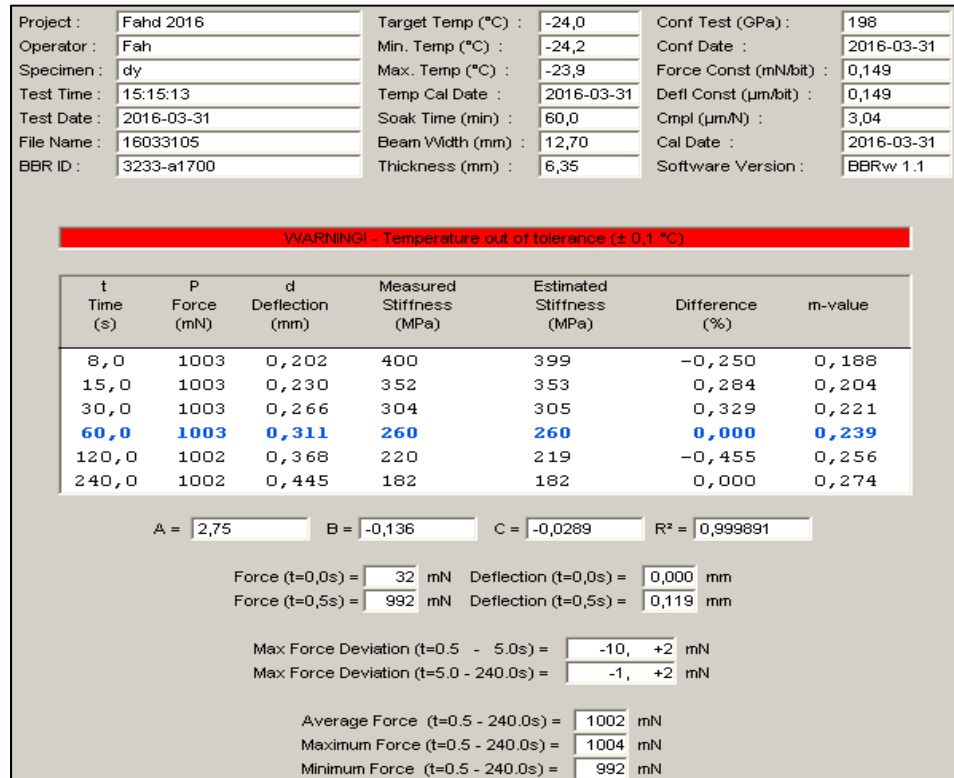 Project : Fahd 2016 Target Temp (°C) : -24,0 Conf Test (GPa) : 198
Operator : Fah Min. Temp (°C) : -24,2 Conf Date : 2016-03-31
Specimen : dy Max. Temp (°C) : -23,9 Force Const (mN/bit) : 0,149
Test Time : 15:15:13 Temp Cal Date : 2016-03-31 Defl Const (µm/bit) : 0,149
Test Date : 2016-03-31 Soak Time (min) : 60,0 Cmpl (µm/N) : 3,04
File Name : 16033105 Beam Width (mm) : 12,70 Cal Date : 2016-03-31
BBR ID : 3233-a1700 Thickness (mm) : 6,35 Software Version : BBRw 1.1
WARNING! - Temperature out of tolerance (± 0,1 °C)
t P d Measured Estimated
Time Force Deflection Stiffness Stiffness Difference m-value
(s) (mN) (mm) (MPa) (MPa) (%)
8,0 1003 0,202 400 399 -0,250 0,188
15,0 1003 0,230 352 353 0,284 0,204
30,0 1003 0,266 304 305 0,329 0,221
60,0 1003 0,311 260 260 0,000 0,239
120,0 1002 0,368 220 219 -0,455 0,256
240,0 1002 0,445 182 182 0,000 0,274
A = 2,75 B = -0,136 C = -0,0289 R² = 0,999891
Force (t=0,0s) = 32 mN Deflection (t=0,0s) = 0,000 mm
Force (t=0,5s) = 992 mN Deflection (t=0,5s) = 0,119 mm
Max Force Deviation (t=0.5 - 5.0s) = -10, +2 mN
Max Force Deviation (t=5.0 - 240.0s) = -1, +2 mN
Average Force (t=0.5 - 240.0s) = 1002 mN
Maximum Force (t=0.5 - 240.0s) = 1004 mN
Minimum Force (t=0.5 - 240.0s) = 992 mN